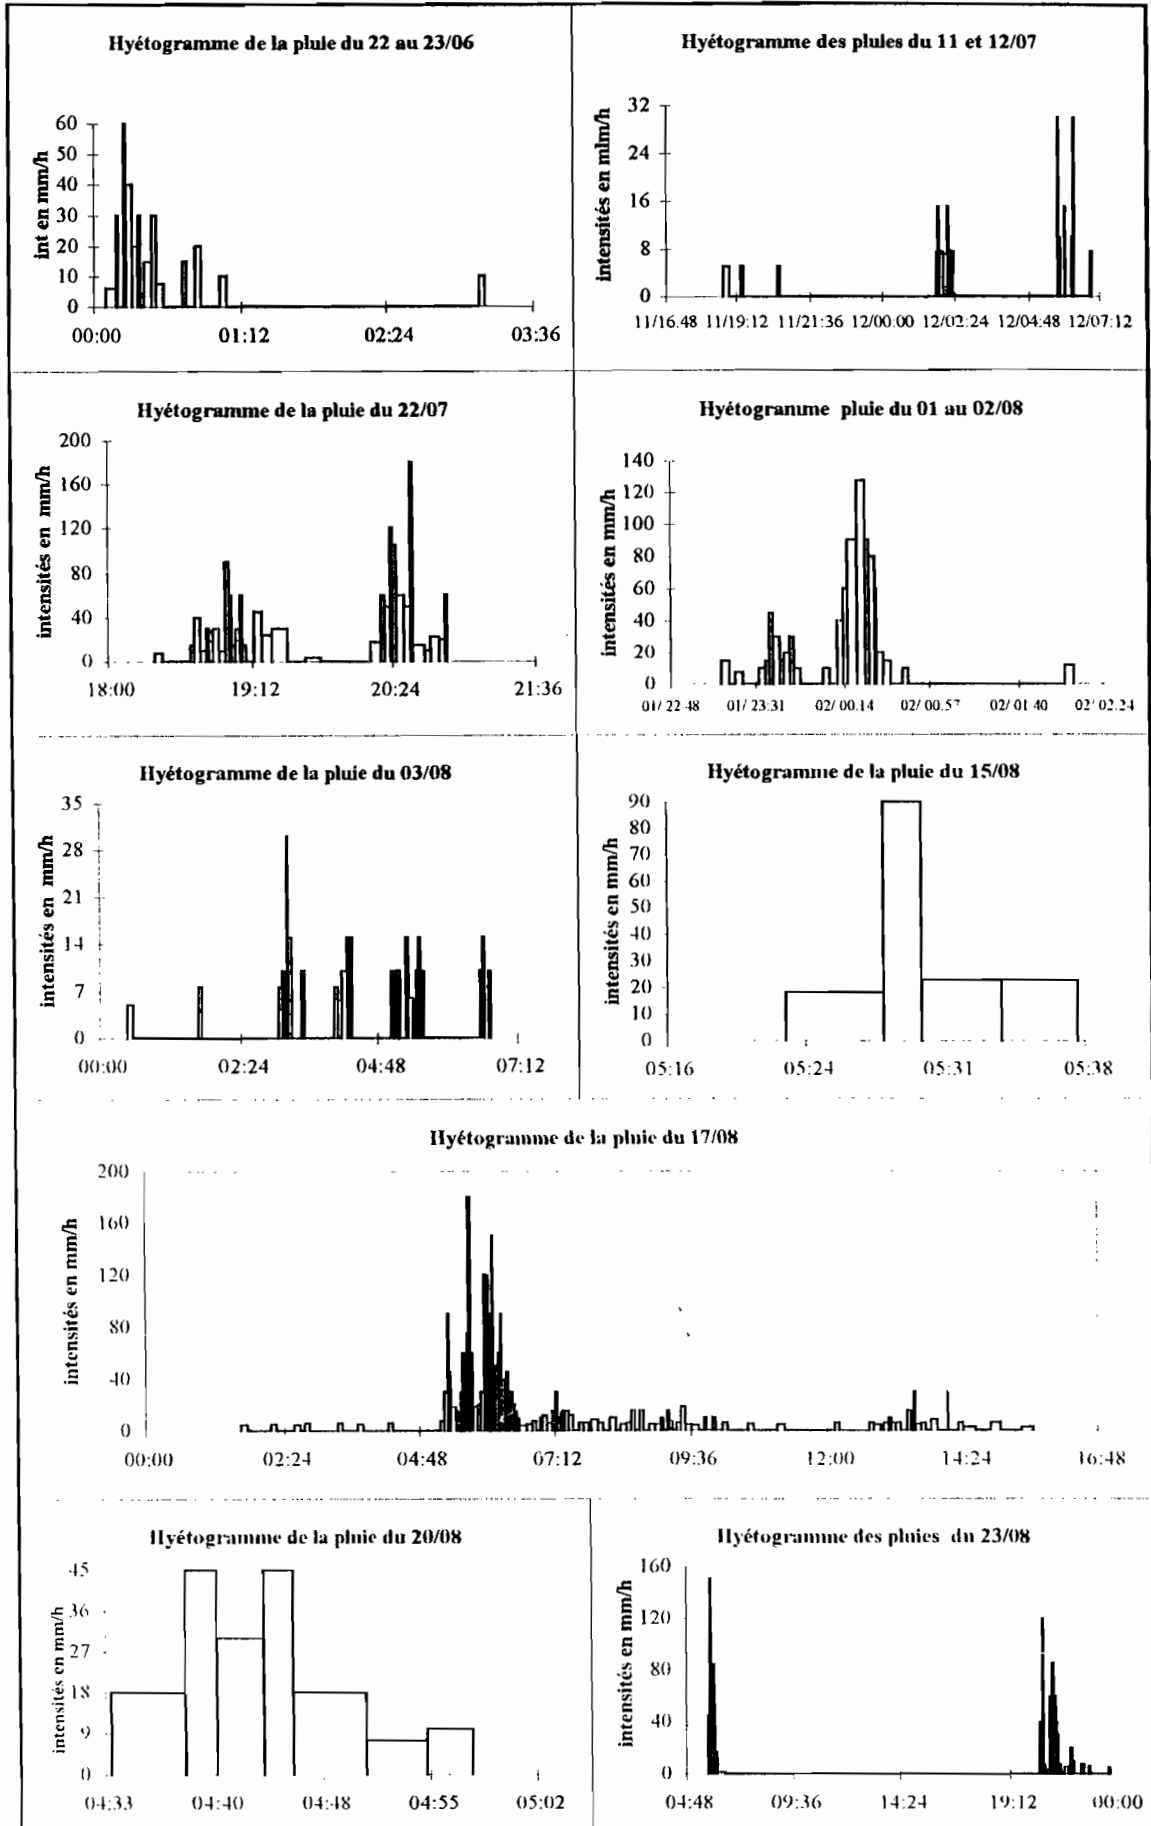 Hyétogramme de la pluie du 22 au 23/06
int en mm/h
60
50
40
30
20
10
0
00:00 01:12 02:24 03:36
Hyétogramme des pluies du 11 et 12/07
intensités en mlm/h
32
24
16
8
0
11/16.48 11/19:12 11/21:36 12/00:00 12/02:24 12/04:48 12/07:12
Hyétogramme de la pluie du 22/07
intensités en mm/h
200
160
120
80
40
0
18:00 19:12 20:24 21:36
Hyétogramme pluie du 01 au 02/08
intensités en mm/h
140
120
100
80
60
40
20
0
01/ 22 48 01/ 23:31 02/ 00.14 02/ 00.57 02/ 01 40 02/ 02.24
Hyétogramme de la pluie du 03/08
intensités en mm/h
35
28
21
14
7
0
00:00 02:24 04:48 07:12
Hyétogramme de la pluie du 15/08
intensités en mm/h
90
80
70
60
50
40
30
20
10
0
05:16 05:24 05:31 05:38
Hyétogramme de la pluie du 17/08
intensités en mm/h
200
160
120
80
40
0
00:00 02:24 04:48 07:12 09:36 12:00 14:24 16:48
Hyétogramme de la pluie du 20/08
intensités en mm/h
45
36
27
18
9
0
04:33 04:40 04:48 04:55 05:02
Hyétogramme des pluies du 23/08
intensités en mm/h
160
120
80
40
0
04:48 09:36 14:24 19:12 00:00